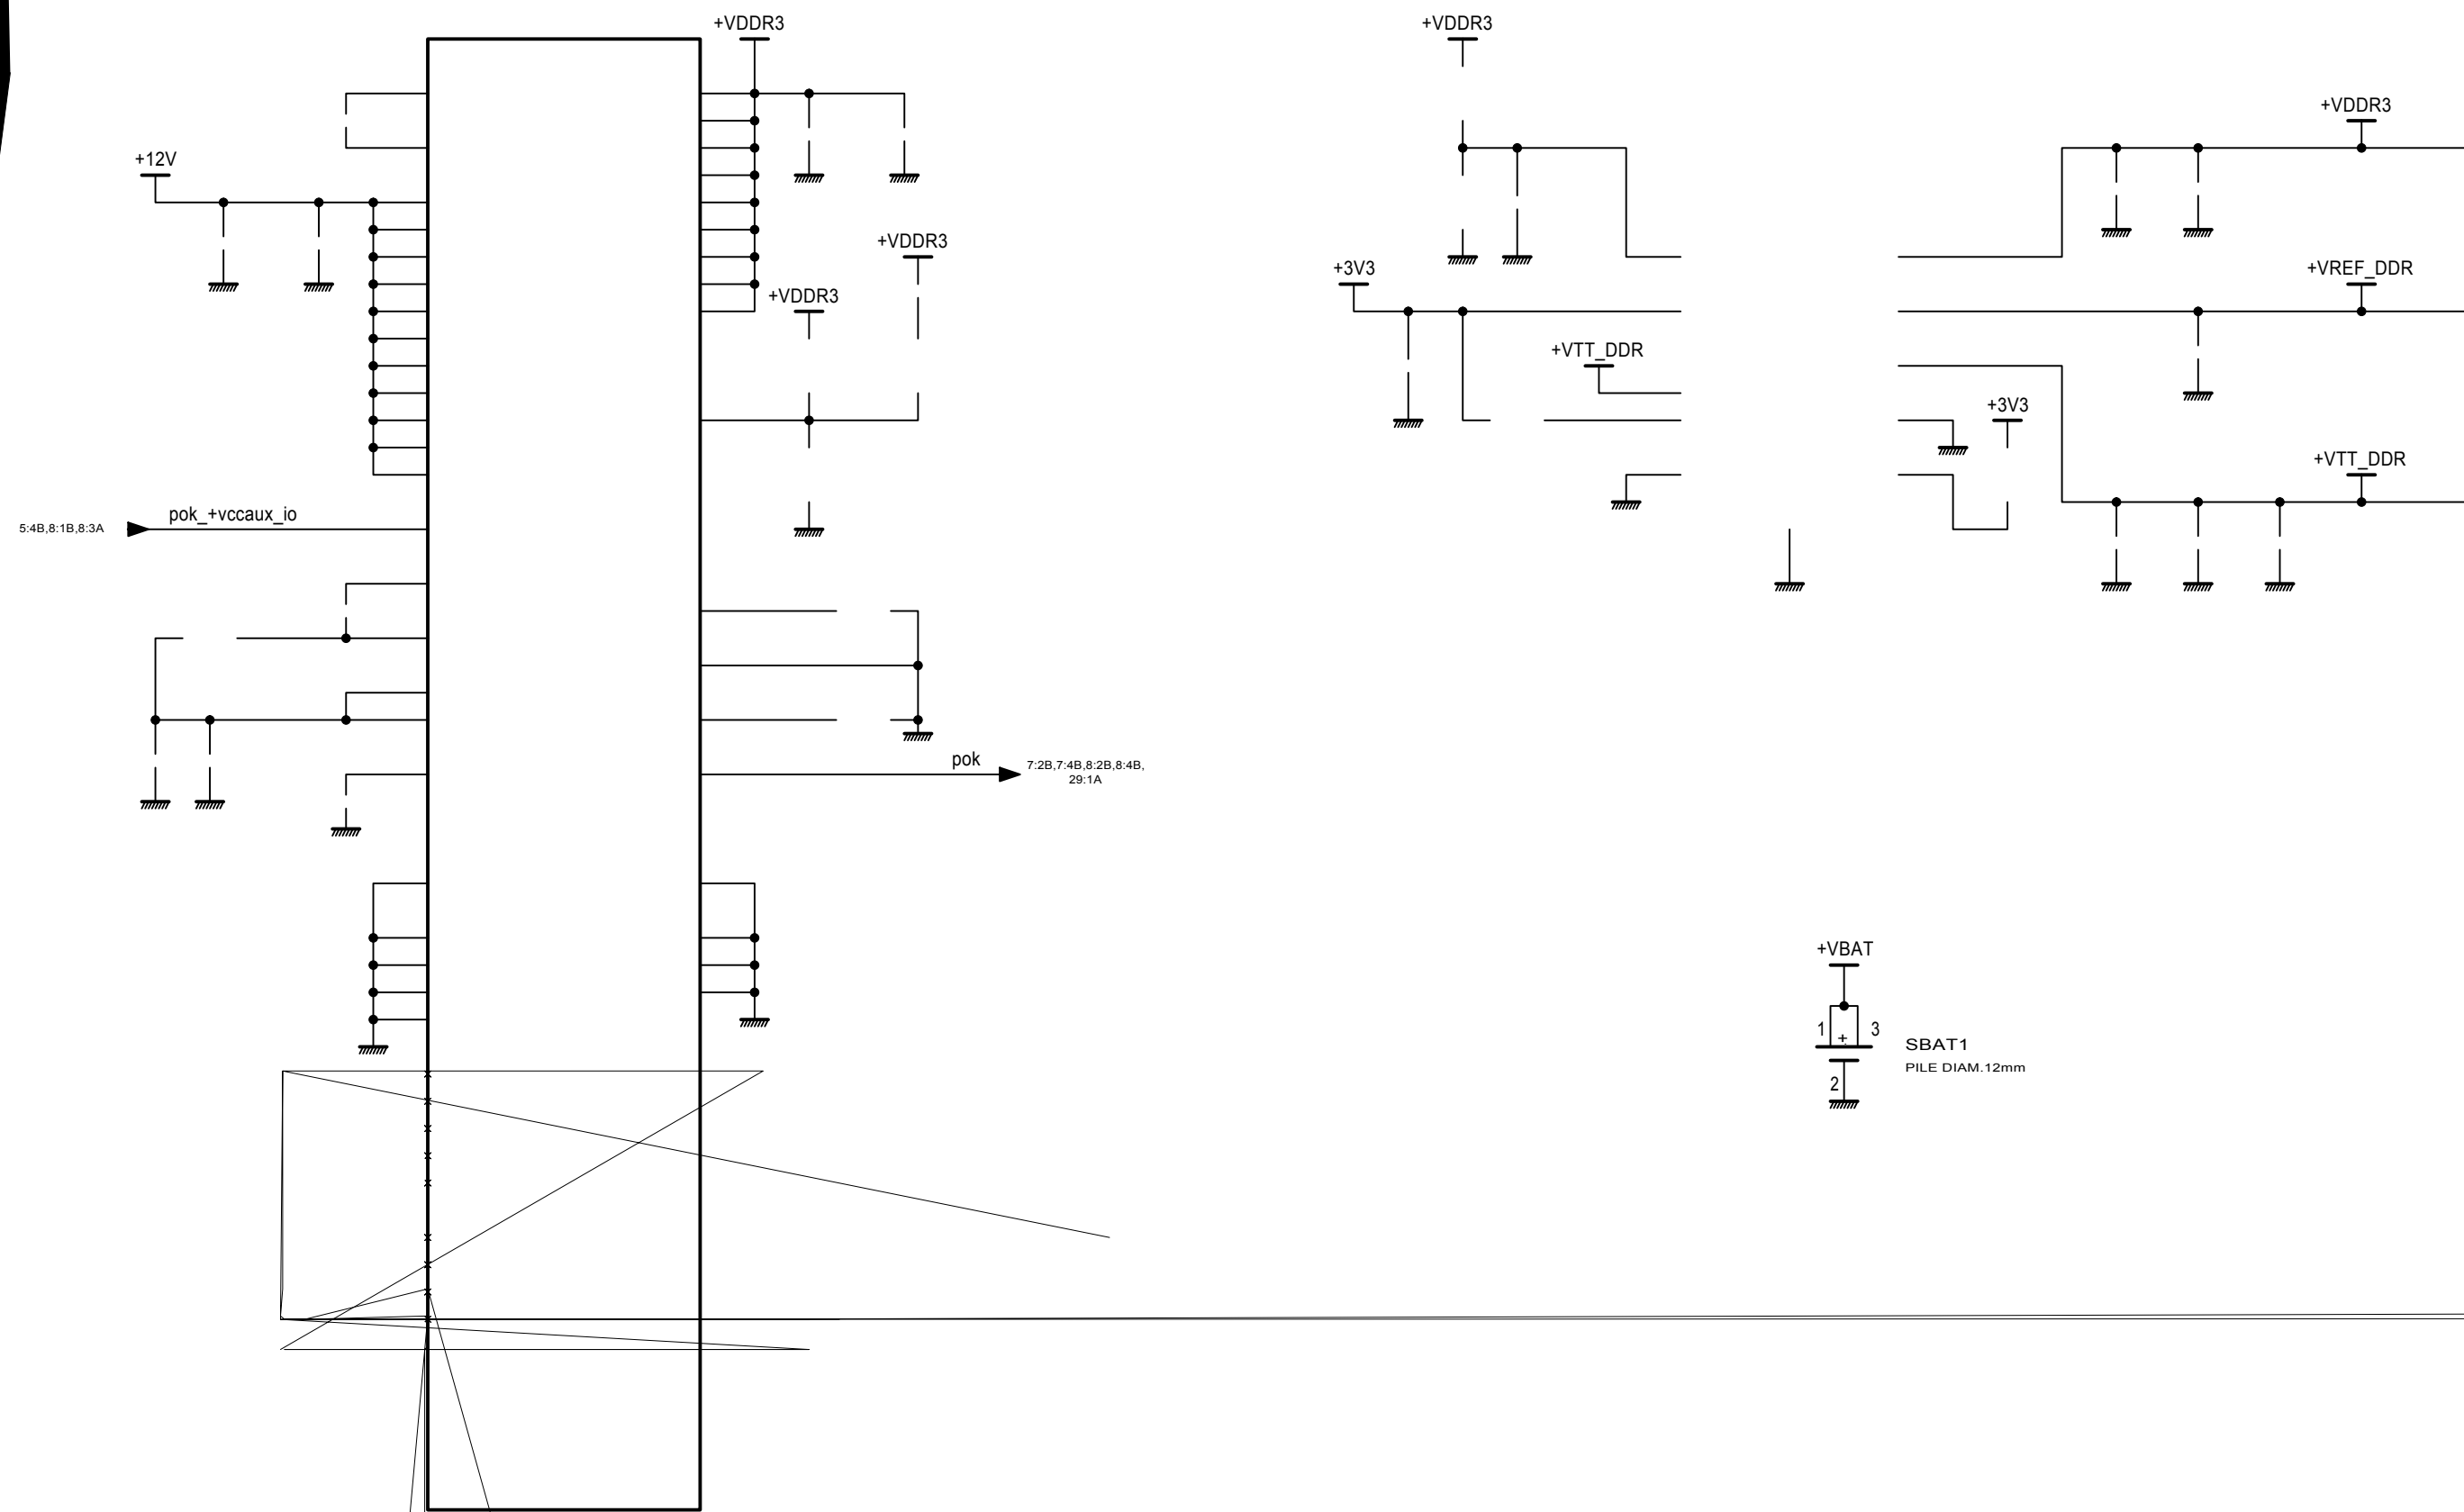 +VDDR3
+VDDR3
+VDDR3
+12V
+VDDR3
+VREF_DDR
+3V3
+VDDR3
+VTT_DDR
+3V3
+VTT_DDR
pok_+vccaux_io
5:4B,8:1B,8:3A
pok
7:2B,7:4B,8:2B,8:4B,
29:1A
+VBAT
1
3
+
SBAT1
PILE DIAM.12mm
2